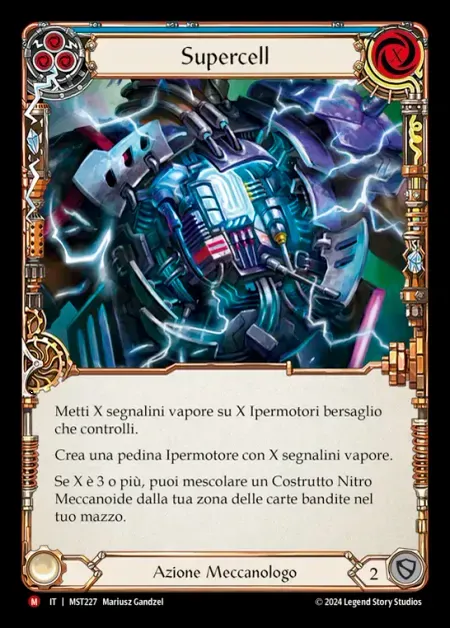 Supercell
X
Metti X segnalini vapore su X Ipermotori bersaglio
che controlli.
Crea una pedina Ipermotore con X segnalini vapore.
Se X è 3 o più, puoi mescolare un Costrutto Nitro
Meccanoide dalla tua zona delle carte bandite nel
tuo mazzo.
Azione Meccanologo
2
M IT | MST227 Mariusz Gandzel
© 2024 Legend Story Studios